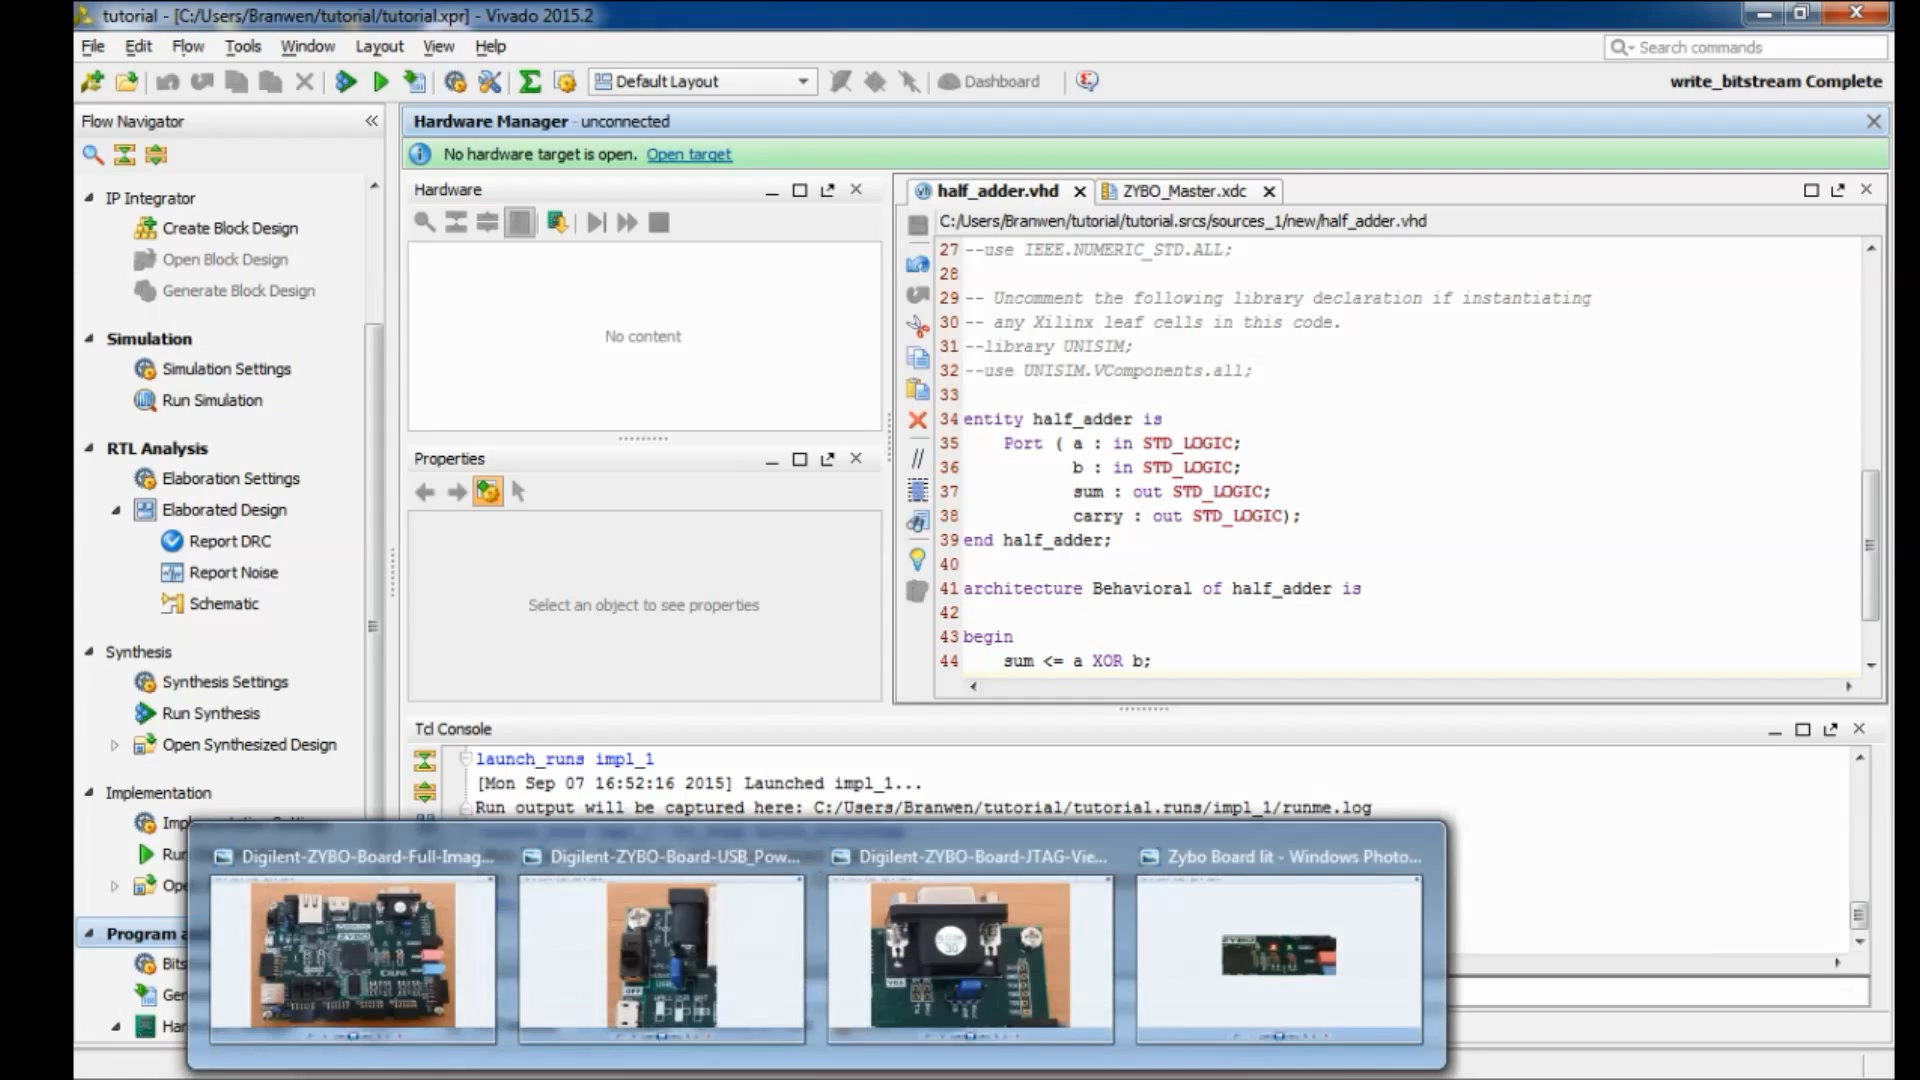 tutorial - [C:/Users/Branwen/tutorial/tutorial.xpr] - Vivado 2015.2
File Edit Flow Tools Window Layout View Help
Search commands
Default Layout
Dashboard
write_bitstream Complete
Flow Navigator
Hardware Manager - unconnected
No hardware target is open. Open target
IP Integrator
Create Block Design
Open Block Design
Generate Block Design
Simulation
Simulation Settings
Run Simulation
RTL Analysis
Elaboration Settings
Elaborated Design
Report DRC
Report Noise
Schematic
Synthesis
Synthesis Settings
Run Synthesis
Open Synthesized Design
Implementation
Run
Program a
Bits
Gen
Har
Hardware
No content
Properties
Select an object to see properties
half_adder.vhd
ZYBO_Master.xdc
C:/Users/Branwen/tutorial/tutorial.srcs/sources_1/new/half_adder.vhd
27 --use IEEE.NUMERIC_STD.ALL;
28
29 -- Uncomment the following library declaration if instantiating
30 -- any Xilinx leaf cells in this code.
31 --library UNISIM;
32 --use UNISIM.VComponents.all;
33
34 entity half_adder is
35 Port ( a : in STD_LOGIC;
36 b : in STD_LOGIC;
37 sum : out STD_LOGIC;
38 carry : out STD_LOGIC);
39 end half_adder;
40
41 architecture Behavioral of half_adder is
42
43 begin
44 sum <= a XOR b;
Tcl Console
launch_runs impl_1
[Mon Sep 07 16:52:16 2015] Launched impl_1...
Run output will be captured here: C:/Users/Branwen/tutorial/tutorial.runs/impl_1/runme.log
Digilent-ZYBO-Board-Full-Imag...
Digilent-ZYBO-Board-USB_Pow...
Digilent-ZYBO-Board-JTAG-Vie...
Zybo Board lit - Windows Photo...